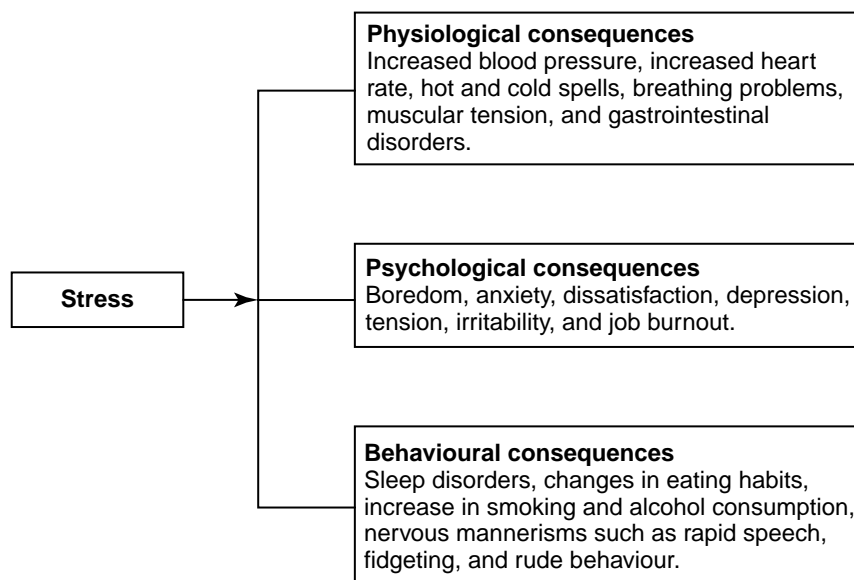 Physiological consequences
Increased blood pressure, increased heart
rate, hot and cold spells, breathing problems,
muscular tension, and gastrointestinal
disorders.
Stress
Psychological consequences
Boredom, anxiety, dissatisfaction, depression,
tension, irritability, and job burnout.
Behavioural consequences
Sleep disorders, changes in eating habits,
increase in smoking and alcohol consumption,
nervous mannerisms such as rapid speech,
fidgeting, and rude behaviour.